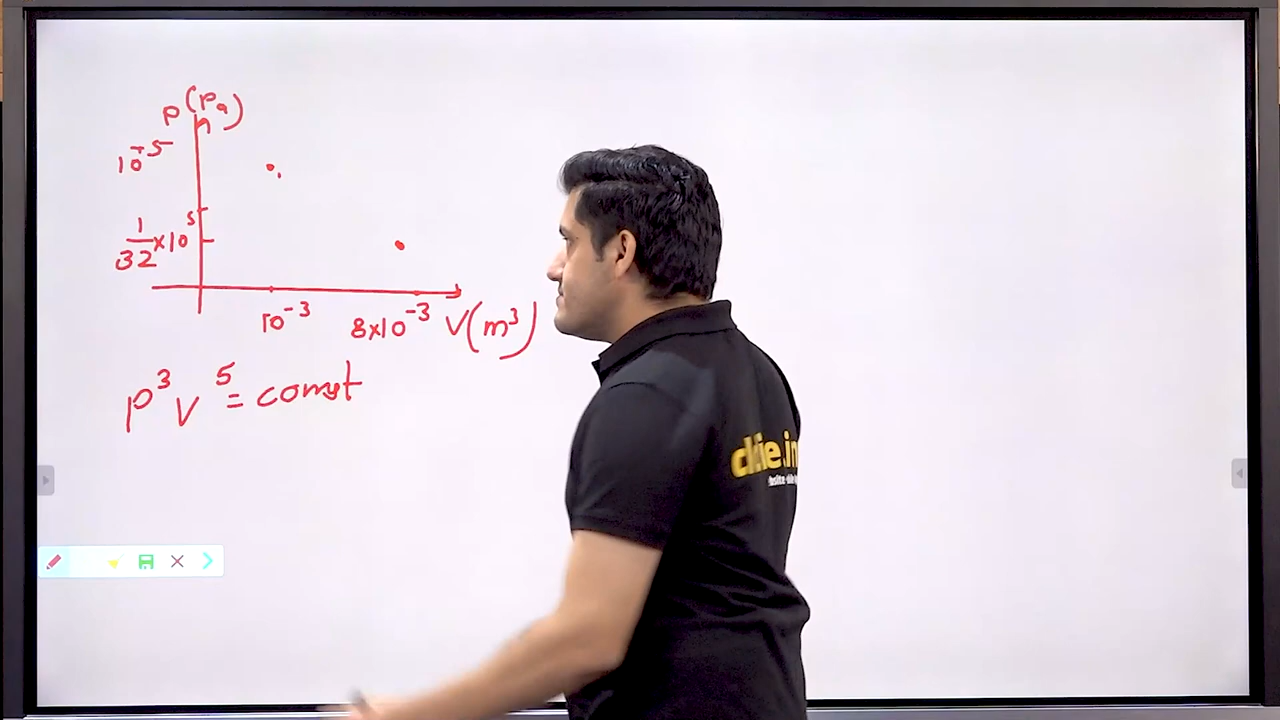 P (Pa)
10^+5
1/32 × 10^5
10^-3 8×10^-3 V(m^3)
P^3 V^5 = const